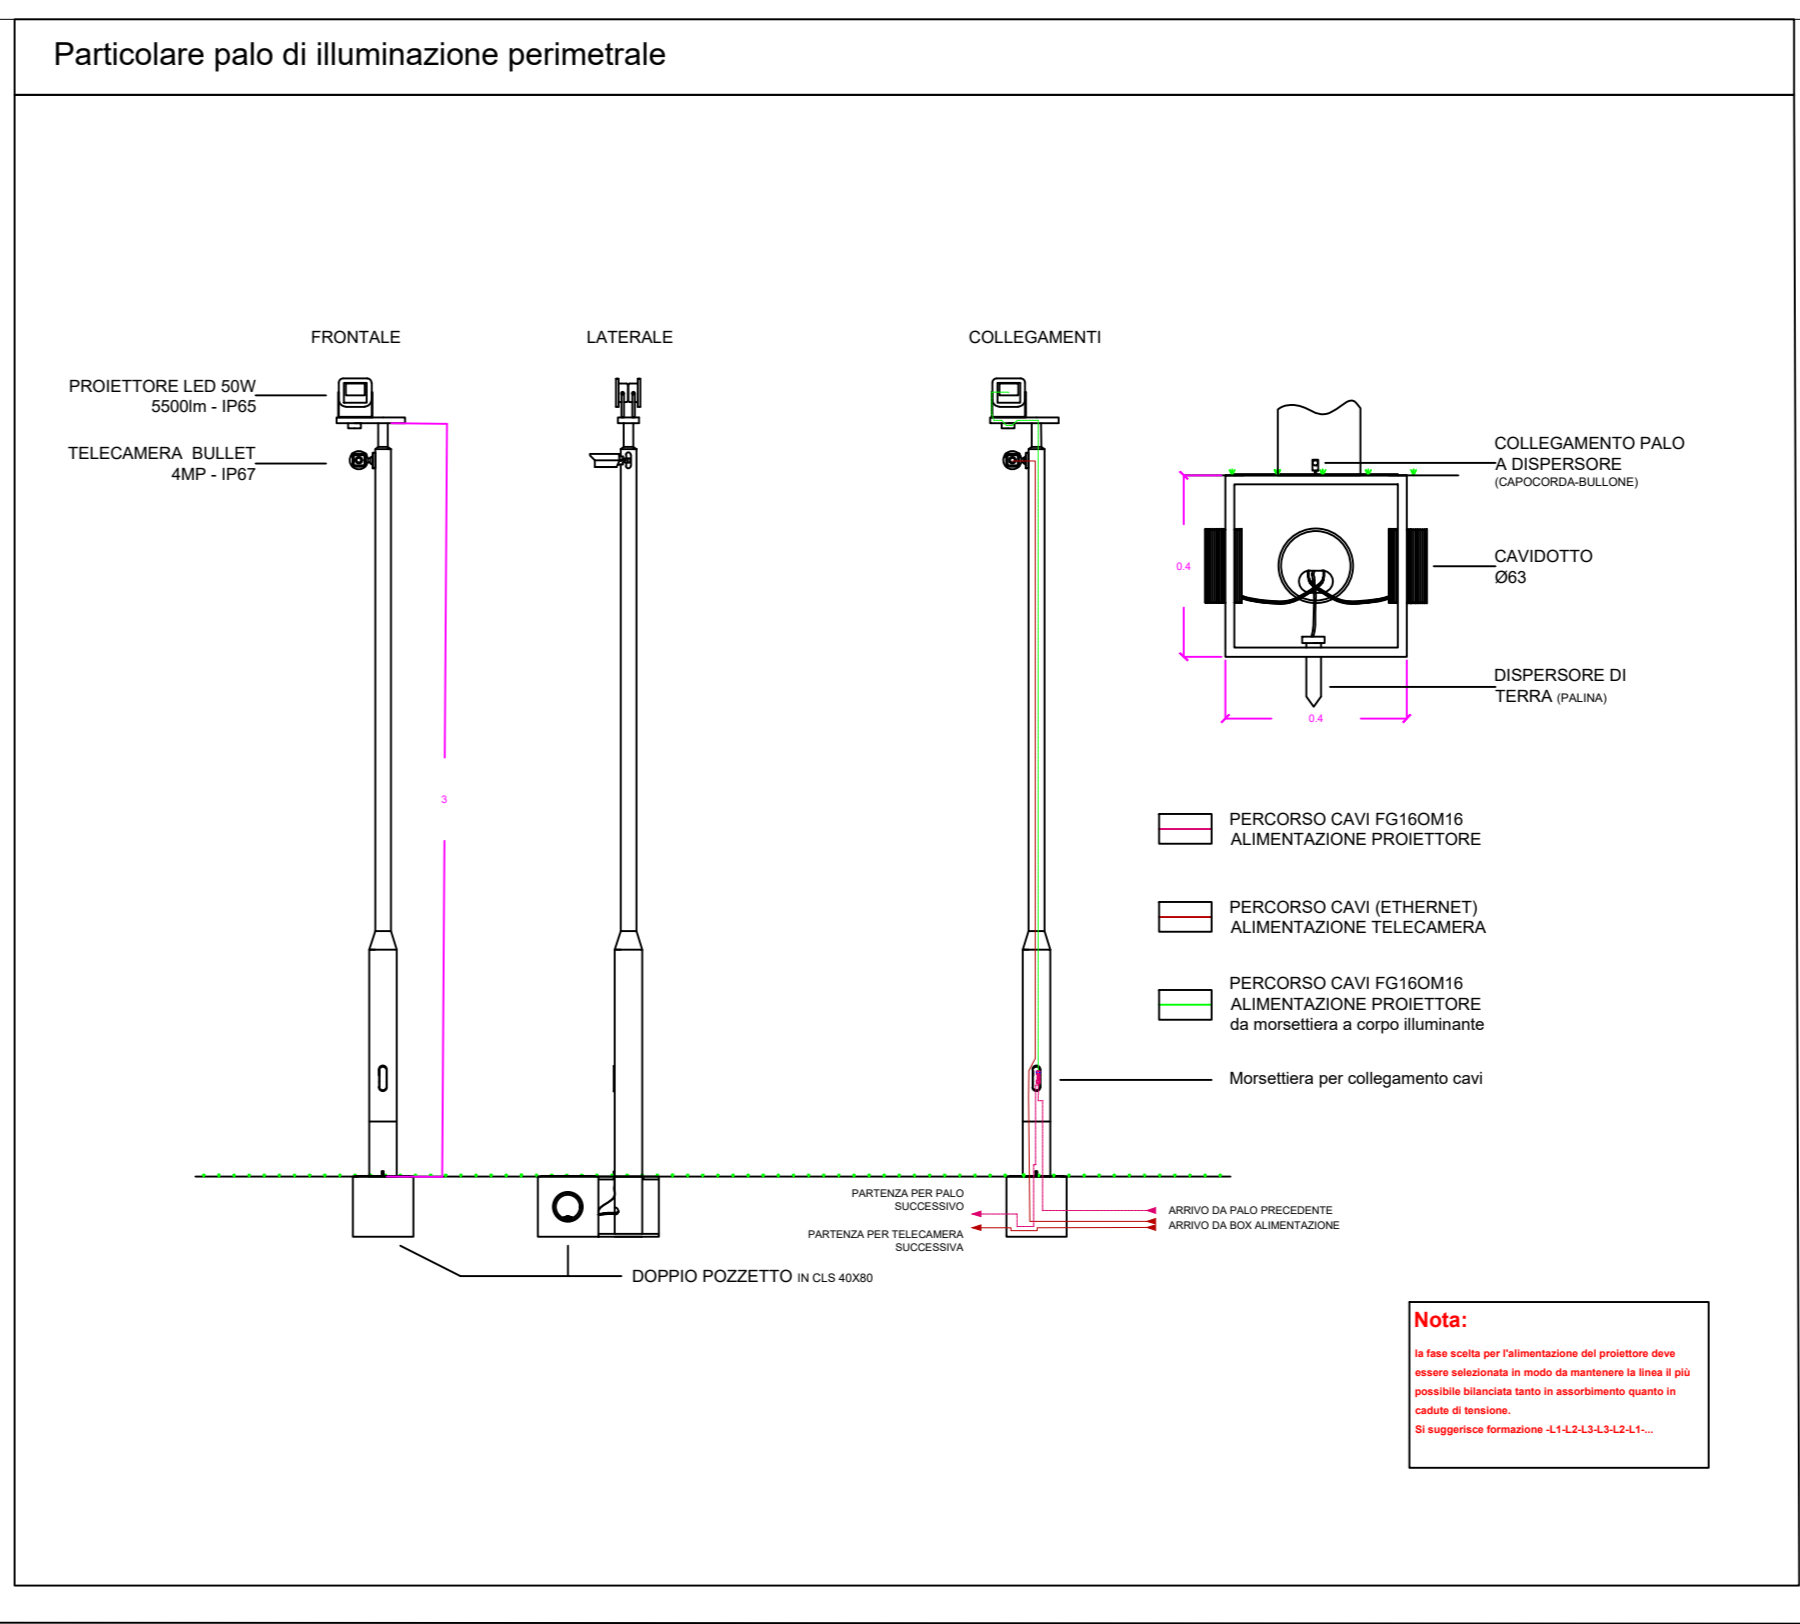 Particolare palo di illuminazione perimetrale
FRONTALE
LATERALE
COLLEGAMENTI
PROIETTORE LED 50W
5500lm - IP65
TELECAMERA BULLET
4MP - IP67
3
COLLEGAMENTO PALO
A DISPERSORE
(CAPOCORDA-BULLONE)
0.4
CAVIDOTTO
Ø63
DISPERSORE DI
TERRA (PALINA)
0.4
PERCORSO CAVI FG16OM16
ALIMENTAZIONE PROIETTORE
PERCORSO CAVI (ETHERNET)
ALIMENTAZIONE TELECAMERA
PERCORSO CAVI FG16OM16
ALIMENTAZIONE PROIETTORE
da morsettiera a corpo illuminante
Morsettiera per collegamento cavi
PARTENZA PER PALO
SUCCESSIVO
PARTENZA PER TELECAMERA
SUCCESSIVA
ARRIVO DA PALO PRECEDENTE
ARRIVO DA BOX ALIMENTAZIONE
DOPPIO POZZETTO IN CLS 40X80
Nota:
la fase scelta per l'alimentazione del proiettore deve
essere selezionata in modo da mantenere la linea il più
possibile bilanciata tanto in assorbimento quanto in
cadute di tensione.
Si suggerisce formazione -L1-L2-L3-L3-L2-L1-...